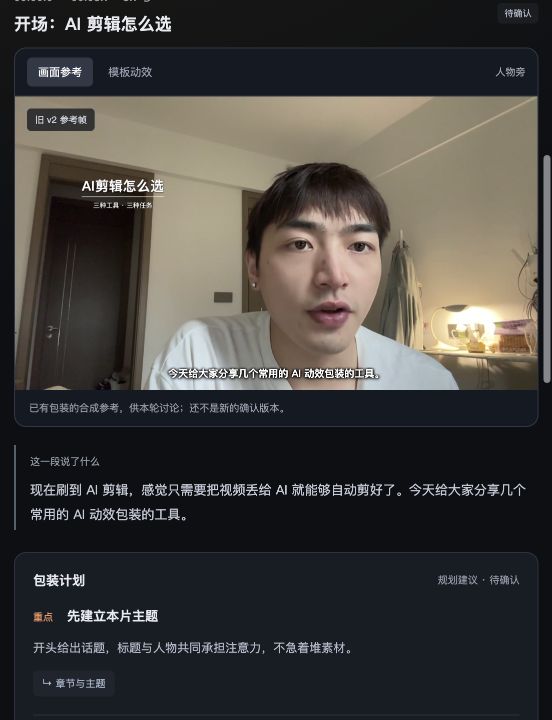 开场：AI 剪辑怎么选
待确认
画面参考
模板动效
人物旁
旧 v2 参考帧
AI剪辑怎么选
三种工具 · 三种任务
今天给大家分享几个常用的 AI 动效包装的工具。
已有包装的合成参考，供本轮讨论；还不是新的确认版本。
这一段说了什么
现在刷到 AI 剪辑，感觉只需要把视频丢给 AI 就能够自动剪好了。今天给大家分享几个
常用的 AI 动效包装的工具。
包装计划
规划建议 · 待确认
重点 先建立本片主题
开头给出话题，标题与人物共同承担注意力，不急着堆素材。
↳ 章节与主题